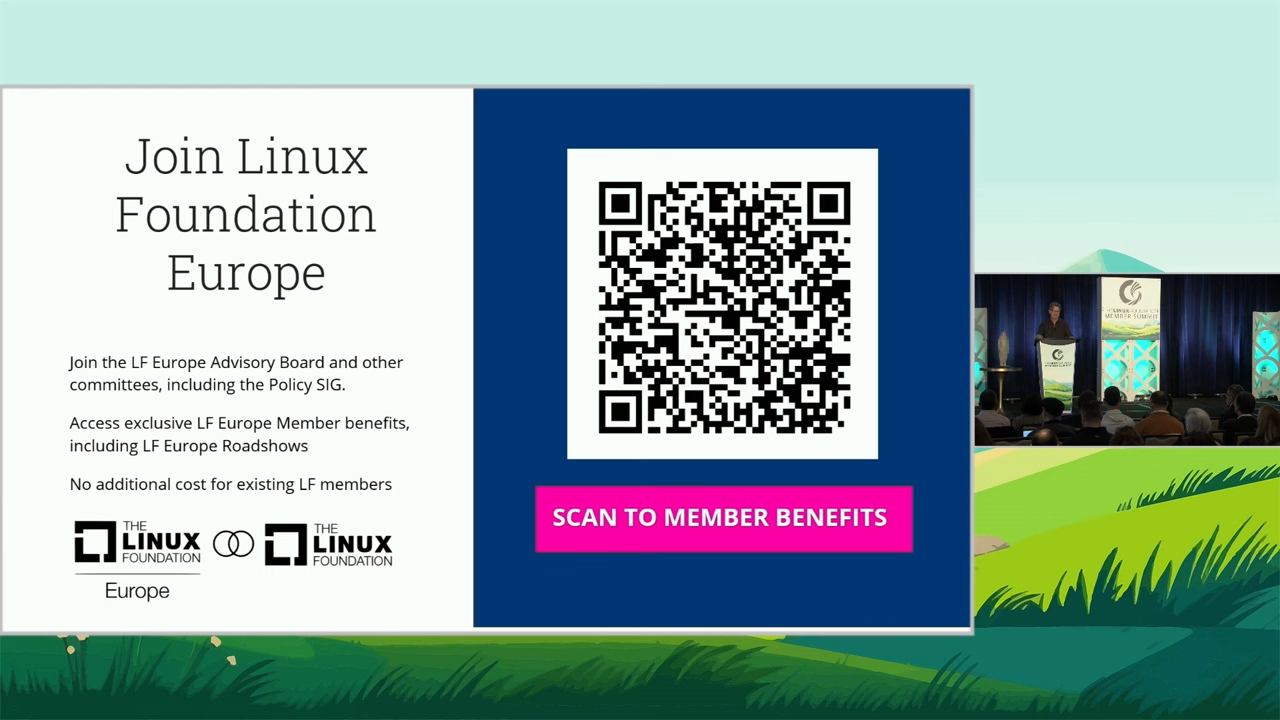 Join Linux
Foundation
Europe
Join the LF Europe Advisory Board and other
committees, including the Policy SIG.
Access exclusive LF Europe Member benefits,
including LF Europe Roadshows
No additional cost for existing LF members
THE
LINUX
FOUNDATION
Europe
THE
LINUX
FOUNDATION
SCAN TO MEMBER BENEFITS
MEMBER SUMMIT